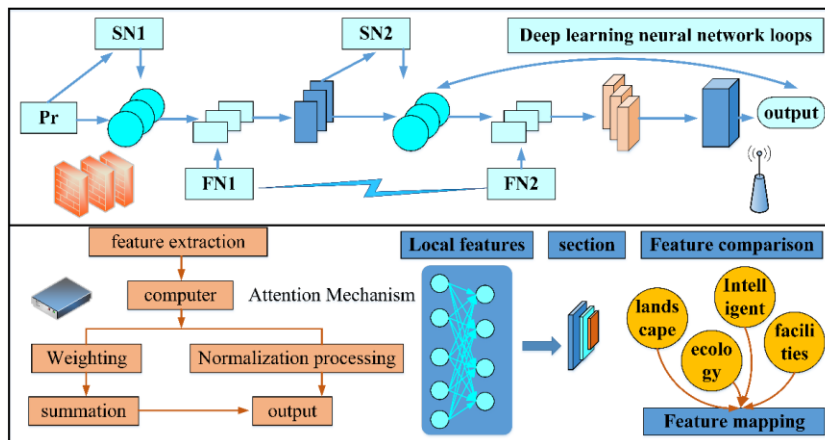 SN1
SN2
Deep learning neural network loops
Pr
output
FN1
FN2
feature extraction
Local features
section
Feature comparison
computer
Attention Mechanism
Intell
igent
lands
cape
facili
ties
ecolo
gy
Weighting
Normalization processing
summation
output
Feature mapping